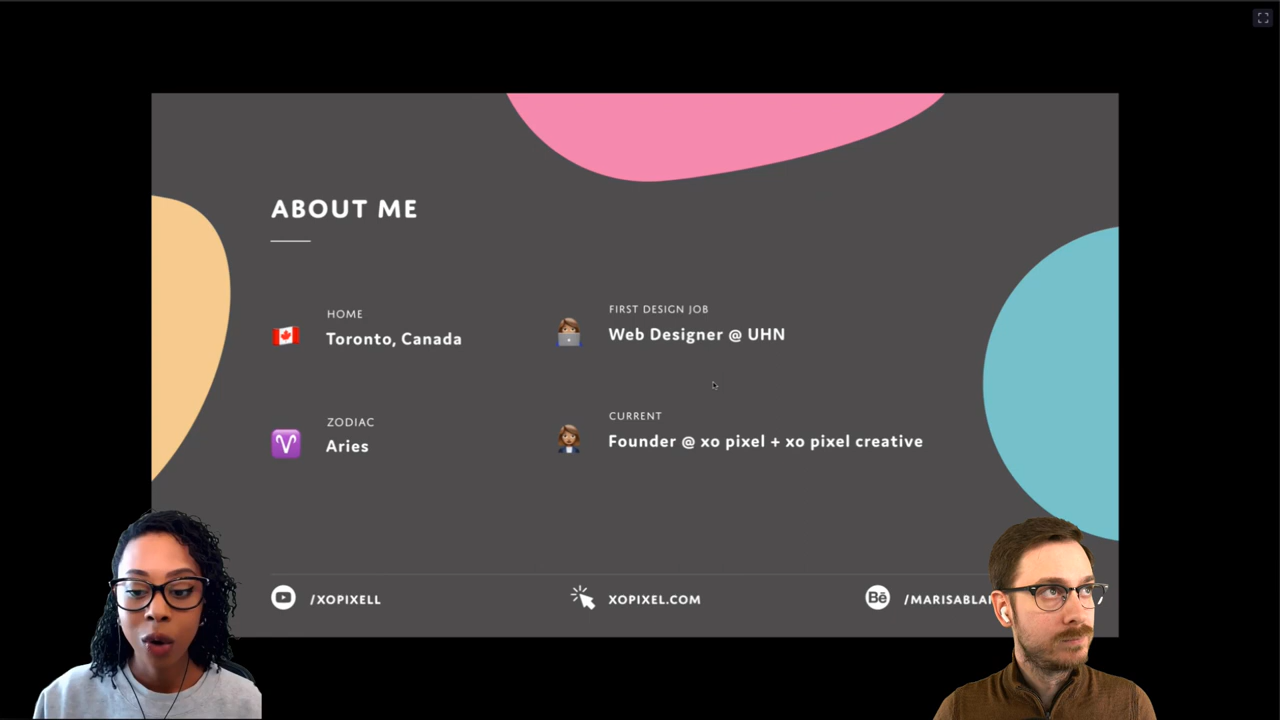 ABOUT ME
HOME
Toronto, Canada
FIRST DESIGN JOB
Web Designer @ UHN
ZODIAC
Aries
CURRENT
Founder @ xo pixel + xo pixel creative
/XOPIXELL
XOPIXEL.COM
Bē